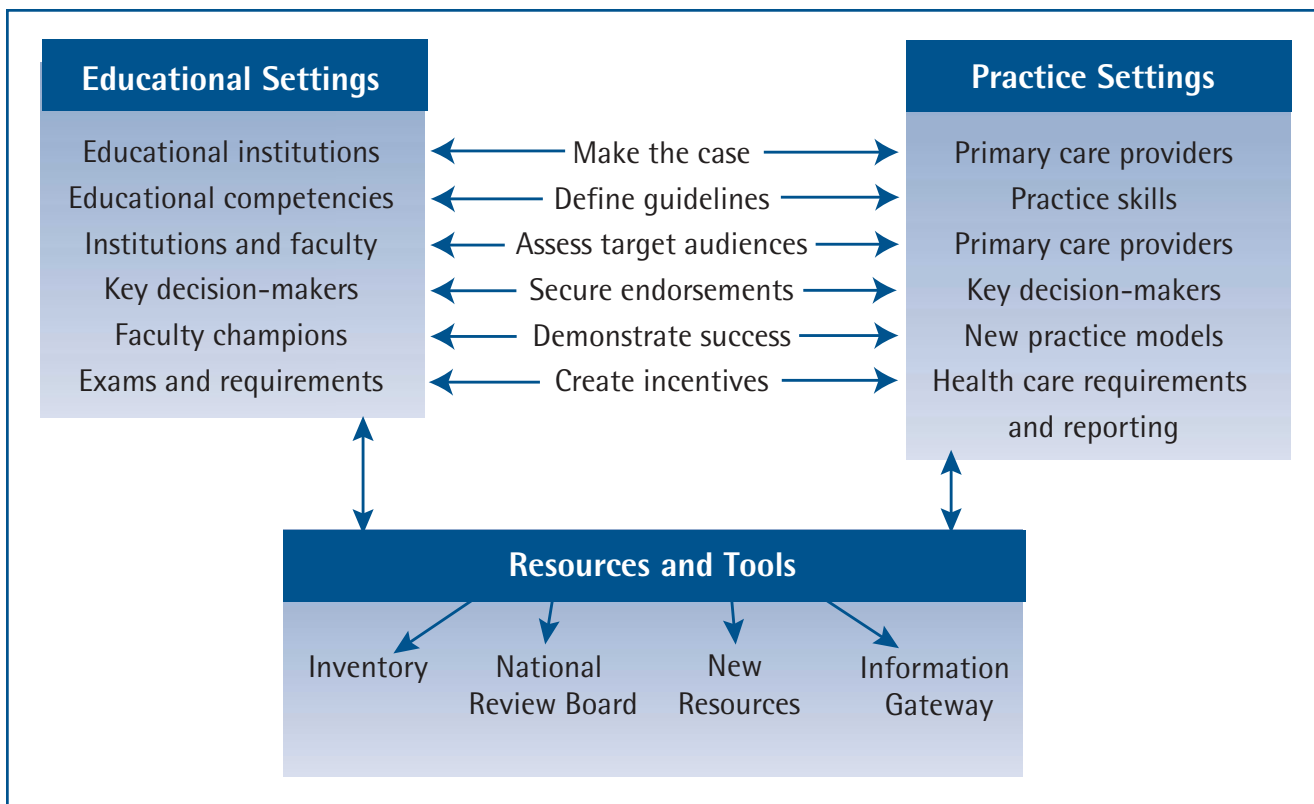 Educational Settings
Educational institutions
Educational competencies
Institutions and faculty
Key decision-makers
Faculty champions
Exams and requirements
Make the case
Define guidelines
Assess target audiences
Secure endorsements
Demonstrate success
Create incentives
Practice Settings
Primary care providers
Practice skills
Primary care providers
Key decision-makers
New practice models
Health care requirements
and reporting
Resources and Tools
Inventory
National
Review Board
New
Resources
Information
Gateway